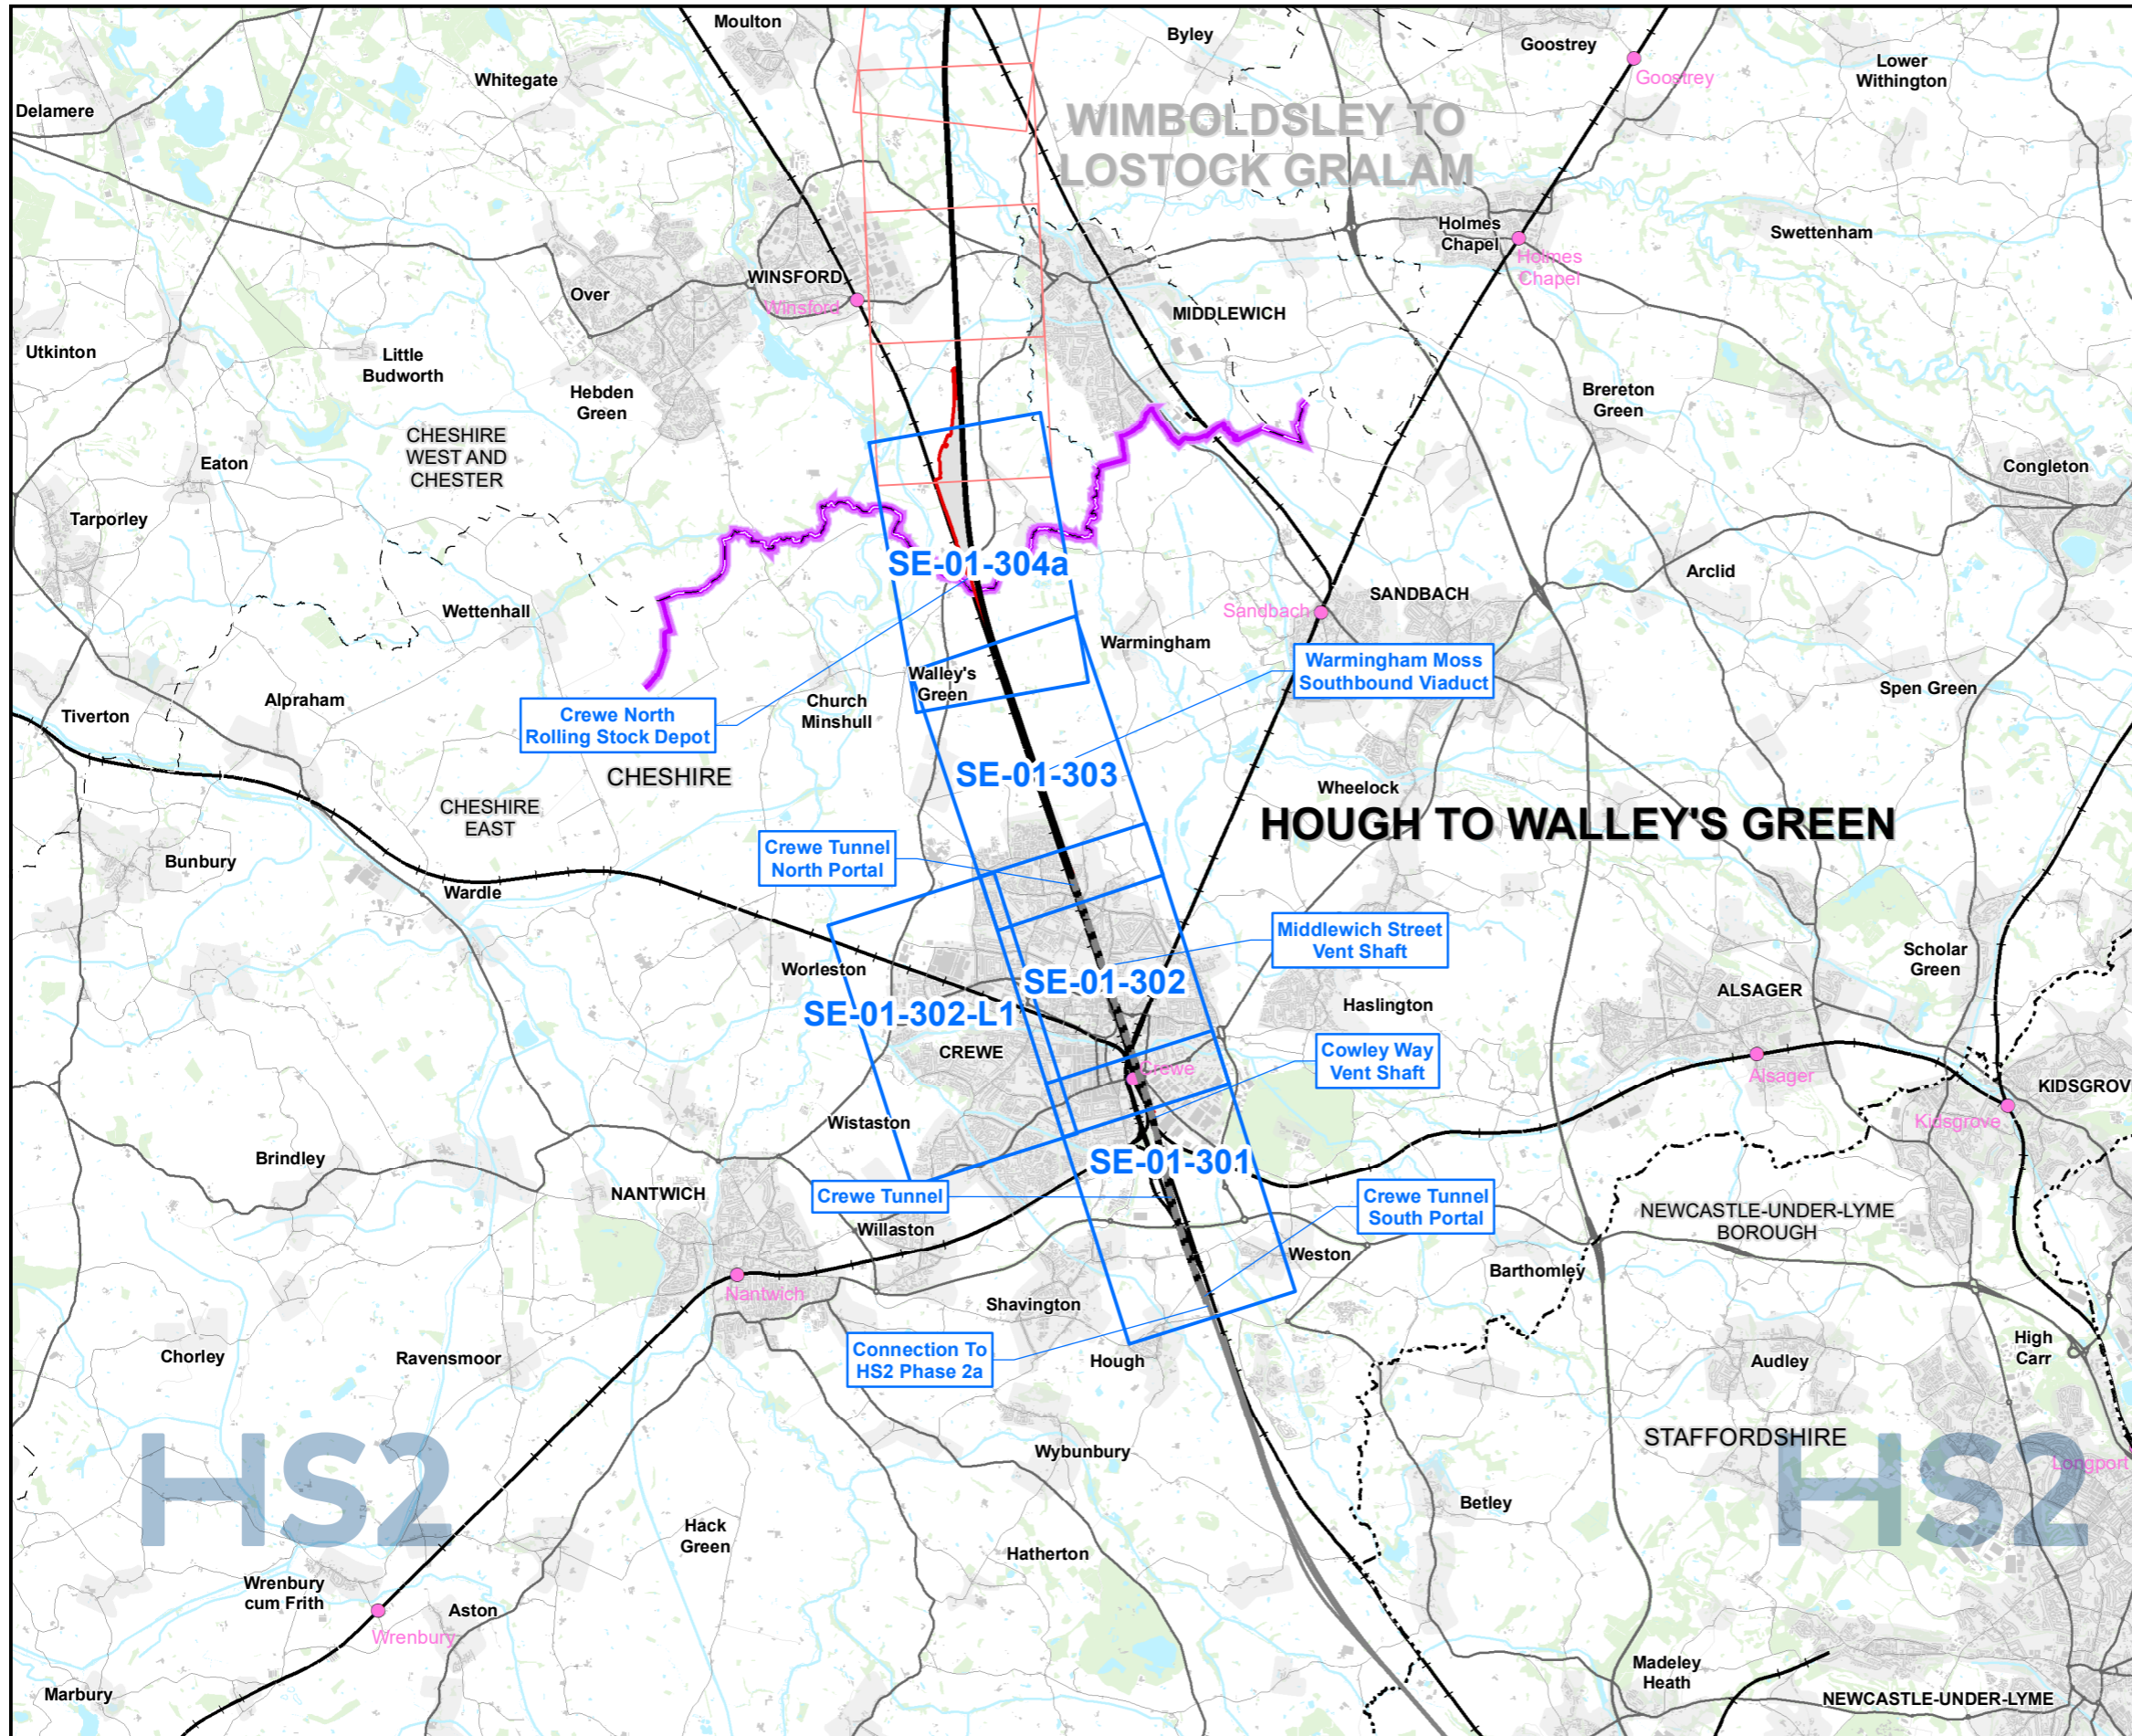 Moulton
Byley
Goostrey
Goostrey
Lower
Withington
Whitegate
Delamere
WIMBOLDSLEY TO
LOSTOCK GRALAM
Holmes
Chapel
Holmes
Chapel
Swettenham
WINSFORD
Winsford
Over
MIDDLEWICH
Utkinton
Little
Budworth
Hebden
Green
Brereton
Green
CHESHIRE
WEST AND
CHESTER
Eaton
Congleton
Tarporley
SE-01-304a
Arclid
Wettenhall
Sandbach
SANDBACH
Warmingham
Walley's
Green
Warmingham Moss
Southbound Viaduct
Spen Green
Alpraham
Tiverton
Church
Minshull
Crewe North
Rolling Stock Depot
CHESHIRE
SE-01-303
Wheelock
CHESHIRE
EAST
HOUGH TO WALLEY'S GREEN
Bunbury
Crewe Tunnel
North Portal
Wardle
Middlewich Street
Vent Shaft
Scholar
Green
Worleston
SE-01-302
SE-01-302-L1
Haslington
ALSAGER
CREWE
Crewe
Cowley Way
Vent Shaft
Alsager
KIDSGROV
Kidsgrove
Wistaston
Brindley
SE-01-301
NANTWICH
Crewe Tunnel
Crewe Tunnel
South Portal
NEWCASTLE-UNDER-LYME
BOROUGH
Willaston
Weston
Barthomley
Nantwich
Shavington
Connection To
HS2 Phase 2a
Hough
Chorley
Ravensmoor
Audley
High
Carr
STAFFORDSHIRE
Wybunbury
Longport
HS2
HS2
Betley
Hack
Green
Hatherton
Wrenbury
cum Frith
Aston
Wrenbury
Madeley
Heath
Marbury
NEWCASTLE-UNDER-LYME